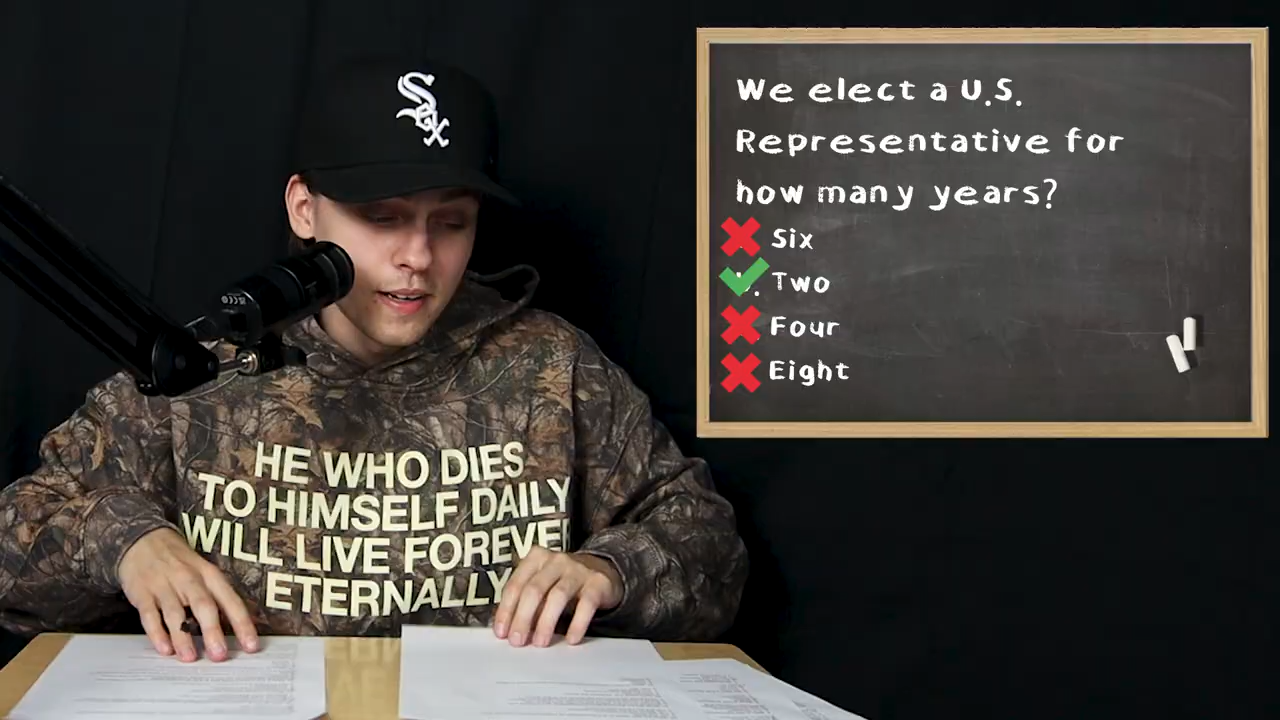 Sox
HE WHO DIES
TO HIMSELF DAILY
WILL LIVE FOREVER
ETERNALLY
We elect a U.S.
Representative for
how many years?
Six
Two
Four
Eight